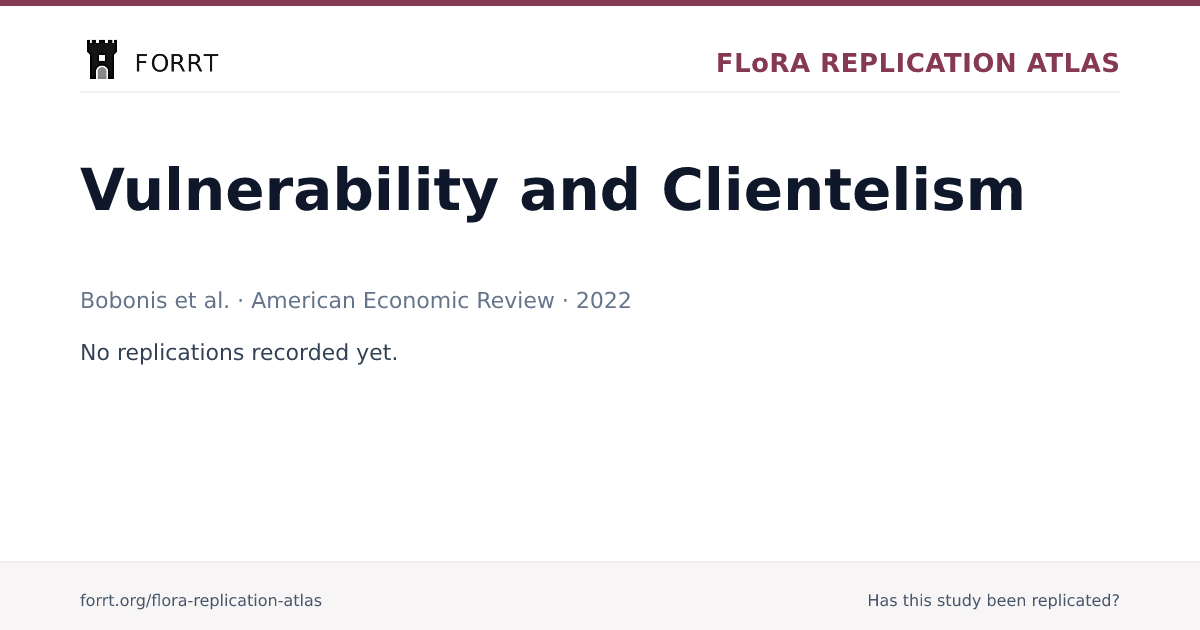 FORRT
FLoRA REPLICATION ATLAS
Vulnerability and Clientelism
Bobonis et al. · American Economic Review · 2022
No replications recorded yet.
forrt.org/flora-replication-atlas
Has this study been replicated?